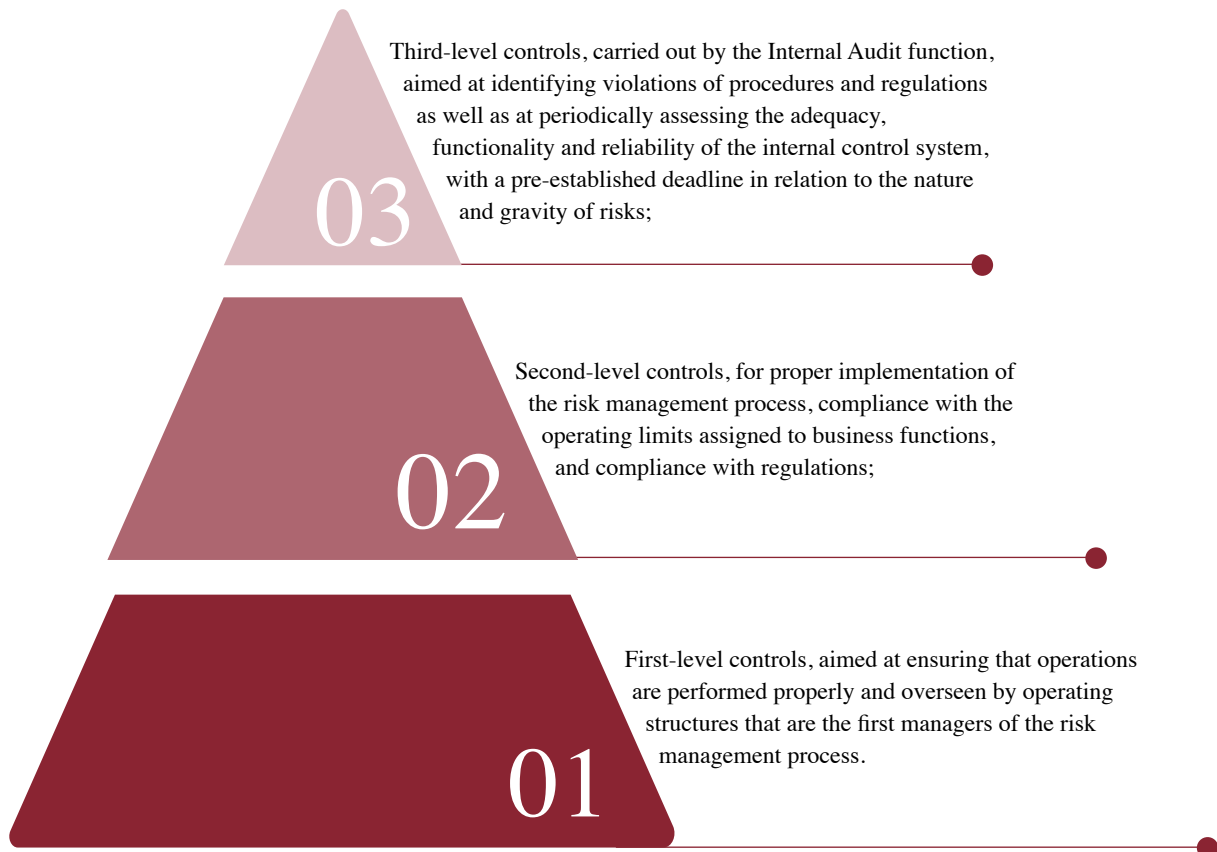 Third-level controls, carried out by the Internal Audit function,
aimed at identifying violations of procedures and regulations
as well as at periodically assessing the adequacy,
functionality and reliability of the internal control system,
with a pre-established deadline in relation to the nature
and gravity of risks;
03
Second-level controls, for proper implementation of
the risk management process, compliance with the
operating limits assigned to business functions,
and compliance with regulations;
02
First-level controls, aimed at ensuring that operations
are performed properly and overseen by operating
structures that are the first managers of the risk
management process.
01